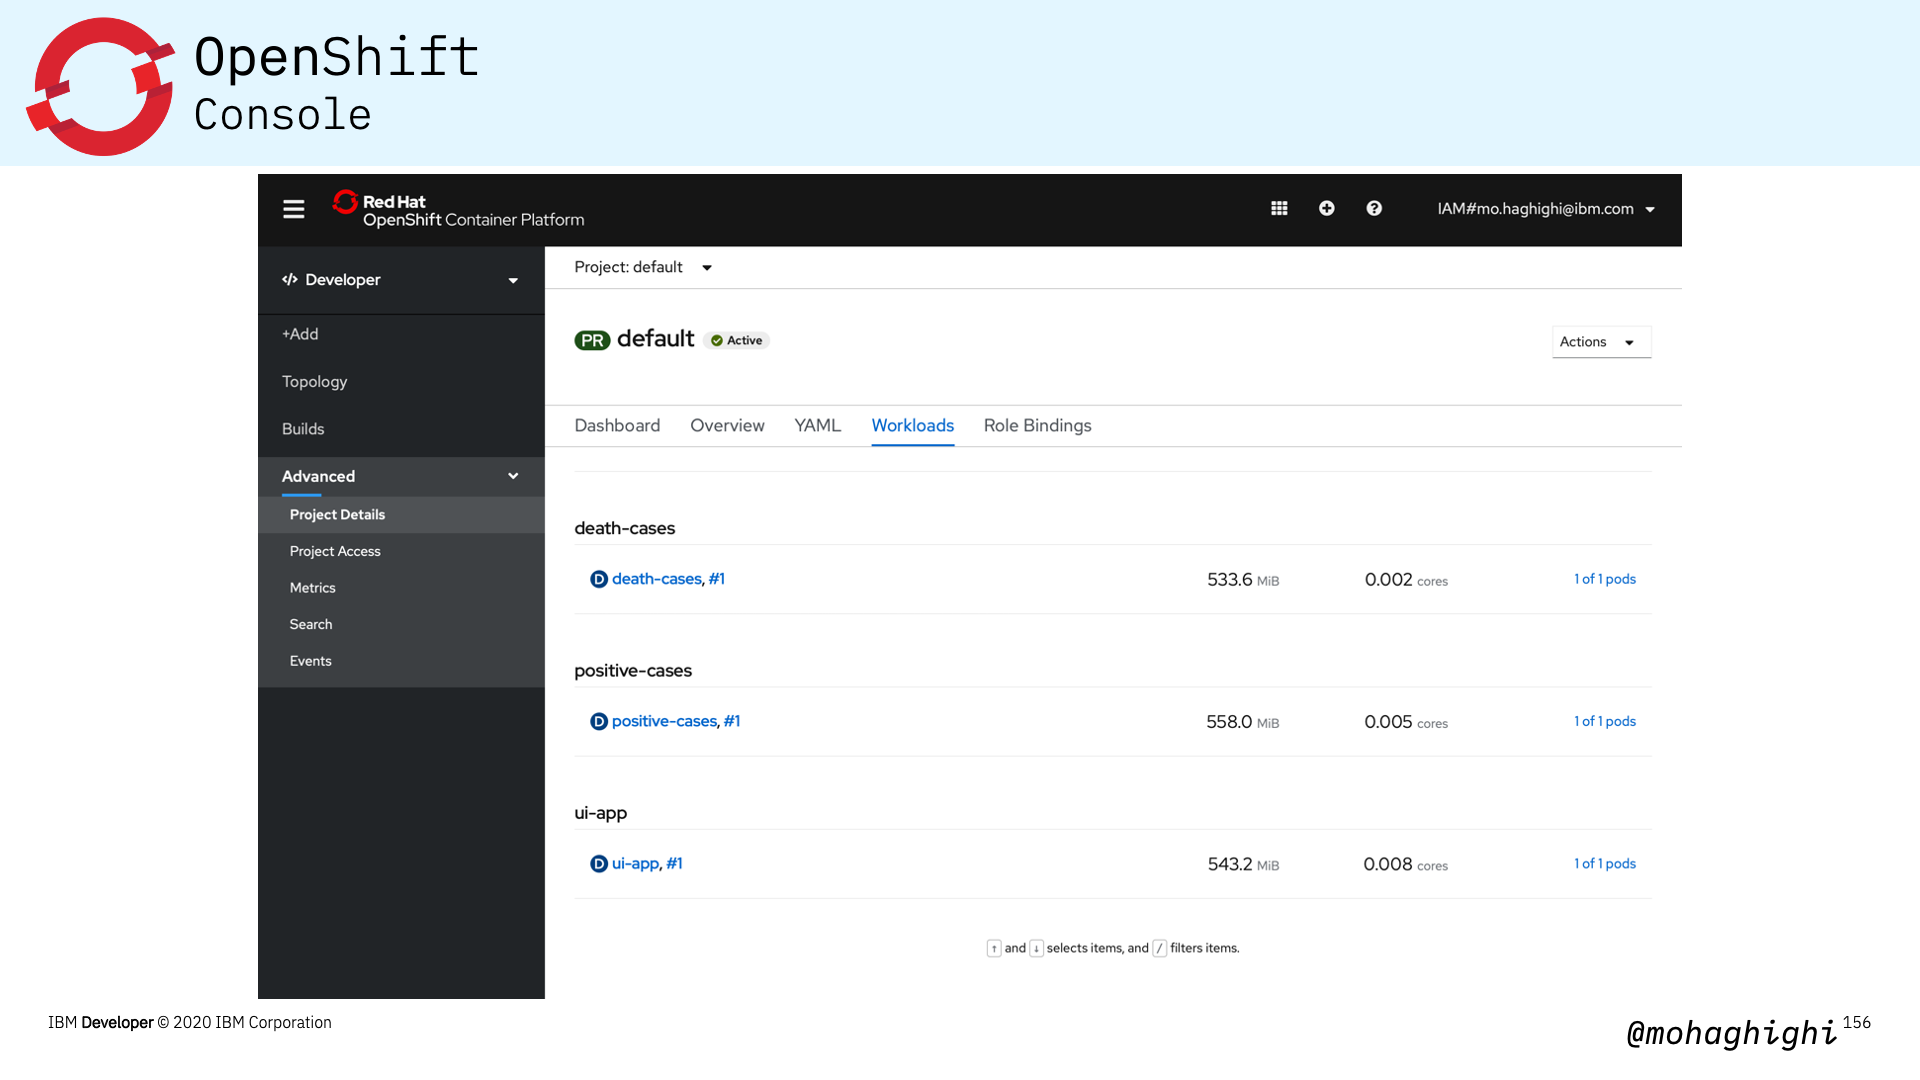 OpenShift
Console
Red Hat
OpenShift Container Platform
IAM#mo.haghighi@ibm.com
Developer
Project: default
+Add
Topology
Builds
Advanced
Project Details
Project Access
Metrics
Search
Events
PR default Active
Actions
Dashboard Overview YAML Workloads Role Bindings
death-cases
D death-cases, #1 533.6 MiB 0.002 cores 1 of 1 pods
positive-cases
D positive-cases, #1 558.0 MiB 0.005 cores 1 of 1 pods
ui-app
D ui-app, #1 543.2 MiB 0.008 cores 1 of 1 pods
↑ and ↓ selects items, and / filters items.
IBM Developer © 2020 IBM Corporation
@mohaghighi 156